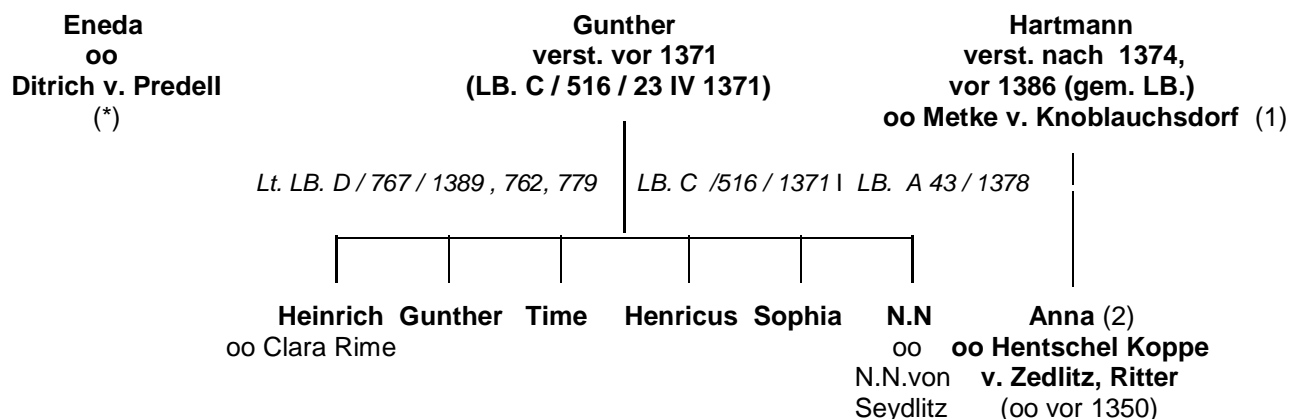 Eneda
oo
Ditrich v. Predell
(*)
Gunther
verst. vor 1371
(LB. C / 516 / 23 IV 1371)
Hartmann
verst. nach 1374,
vor 1386 (gem. LB.)
oo Metke v. Knoblauchsdorf (1)
Lt. LB. D / 767 / 1389 , 762, 779
LB. C /516 / 1371 I LB. A 43 / 1378
Heinrich
oo Clara Rime
Gunther
Time
Henricus
Sophia
N.N
oo
N.N.von
Seydlitz
Anna (2)
oo Hentschel Koppe
v. Zedlitz, Ritter
(oo vor 1350)